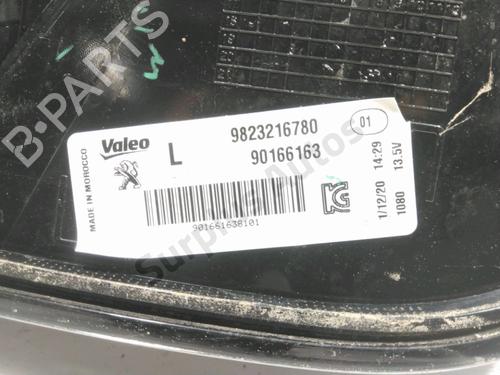 B-PARTS
Valeo
L
9823216780
01
90166163
MADE IN MOROCCO
901661638101
1/12/20 14:29
1080 13.5V
Surplus Autos